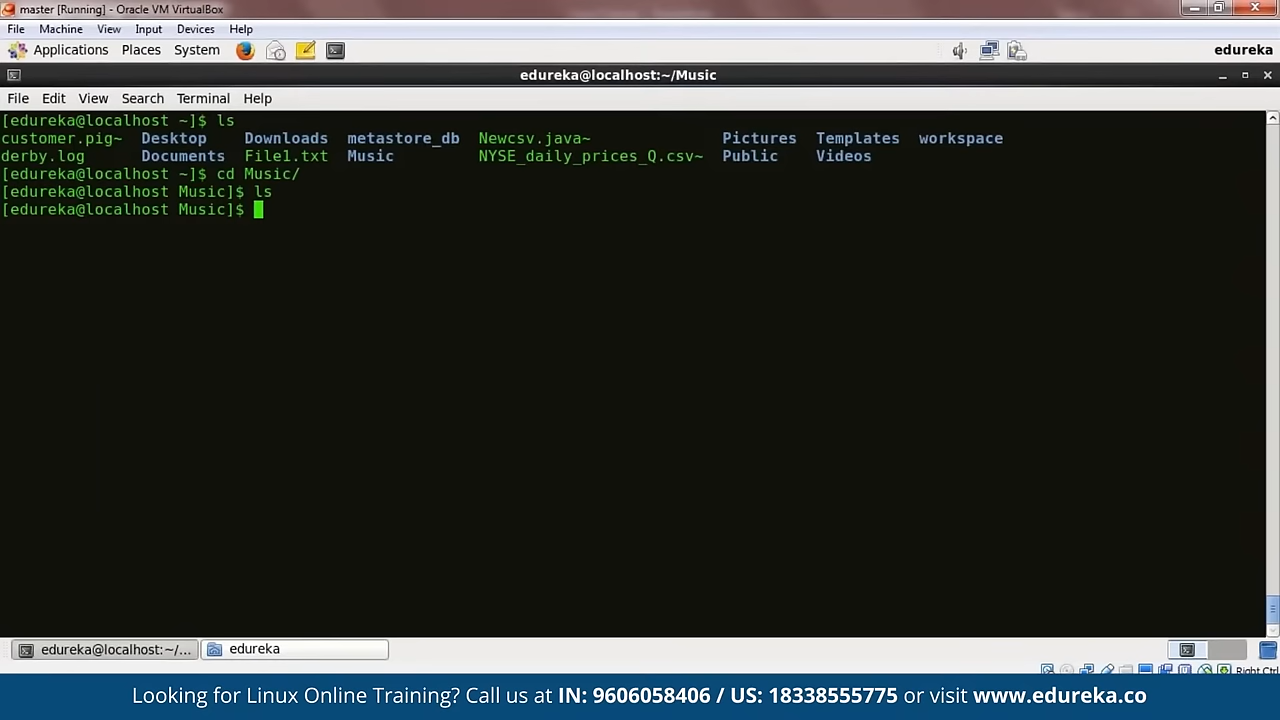 master [Running] - Oracle VM VirtualBox
File Machine View Input Devices Help
Applications Places System edureka
edureka@localhost:~/Music
File Edit View Search Terminal Help
[edureka@localhost ~]$ ls
customer.pig~ Desktop Downloads metastore_db Newcsv.java~ Pictures Templates workspace
derby.log Documents File1.txt Music NYSE_daily_prices_Q.csv~ Public Videos
[edureka@localhost ~]$ cd Music/
[edureka@localhost Music]$ ls
[edureka@localhost Music]$
edureka@localhost:~/... edureka
Right Ctrl
Looking for Linux Online Training? Call us at IN: 9606058406 / US: 18338555775 or visit www.edureka.co